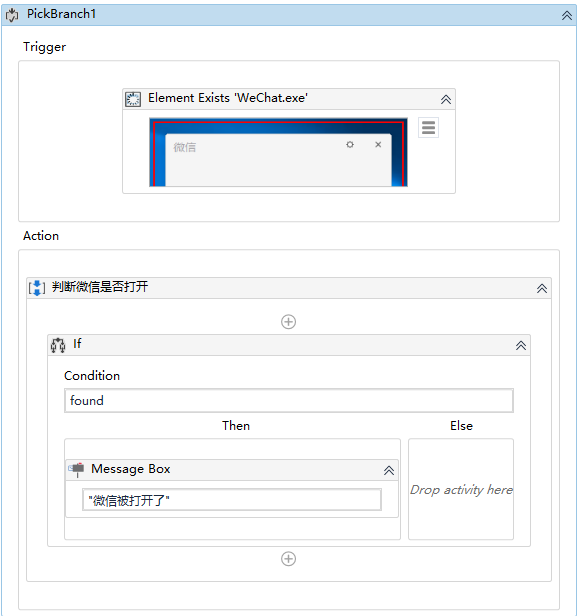 PickBranch1
Trigger
Element Exists 'WeChat.exe'
微信
Action
判断微信是否打开
If
Condition
found
Then
Else
Message Box
"微信被打开了"
Drop activity here